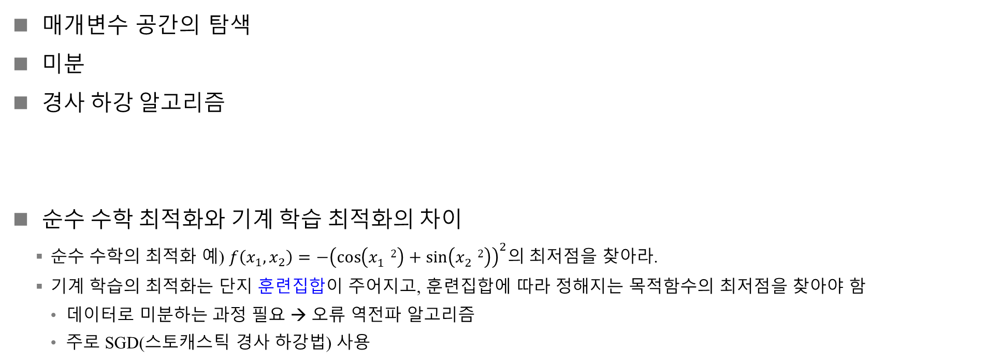 ■ 매개변수 공간의 탐색
■ 미분
■ 경사 하강 알고리즘
■ 순수 수학 최적화와 기계 학습 최적화의 차이
▪ 순수 수학의 최적화 예) $f(x_1, x_2) = -\left(\cos\left(x_1^{\ 2}\right) + \sin\left(x_2^{\ 2}\right)\right)^2$의 최저점을 찾아라.
▪ 기계 학습의 최적화는 단지 훈련집합이 주어지고, 훈련집합에 따라 정해지는 목적함수의 최저점을 찾아야 함
• 데이터로 미분하는 과정 필요 → 오류 역전파 알고리즘
• 주로 SGD(스토캐스틱 경사 하강법) 사용